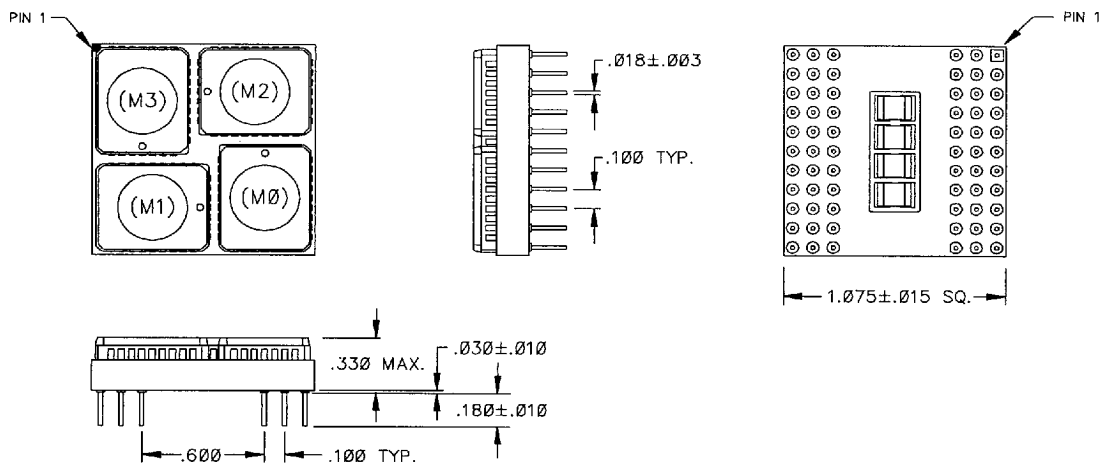 PIN 1
PIN 1
(M3)
(M2)
(M1)
(MØ)
.Ø18±.ØØ3
.1ØØ TYP.
1.Ø75±.Ø15 SQ.
.33Ø MAX.
.Ø3Ø±.Ø1Ø
.18Ø±.Ø1Ø
.6ØØ
.1ØØ TYP.